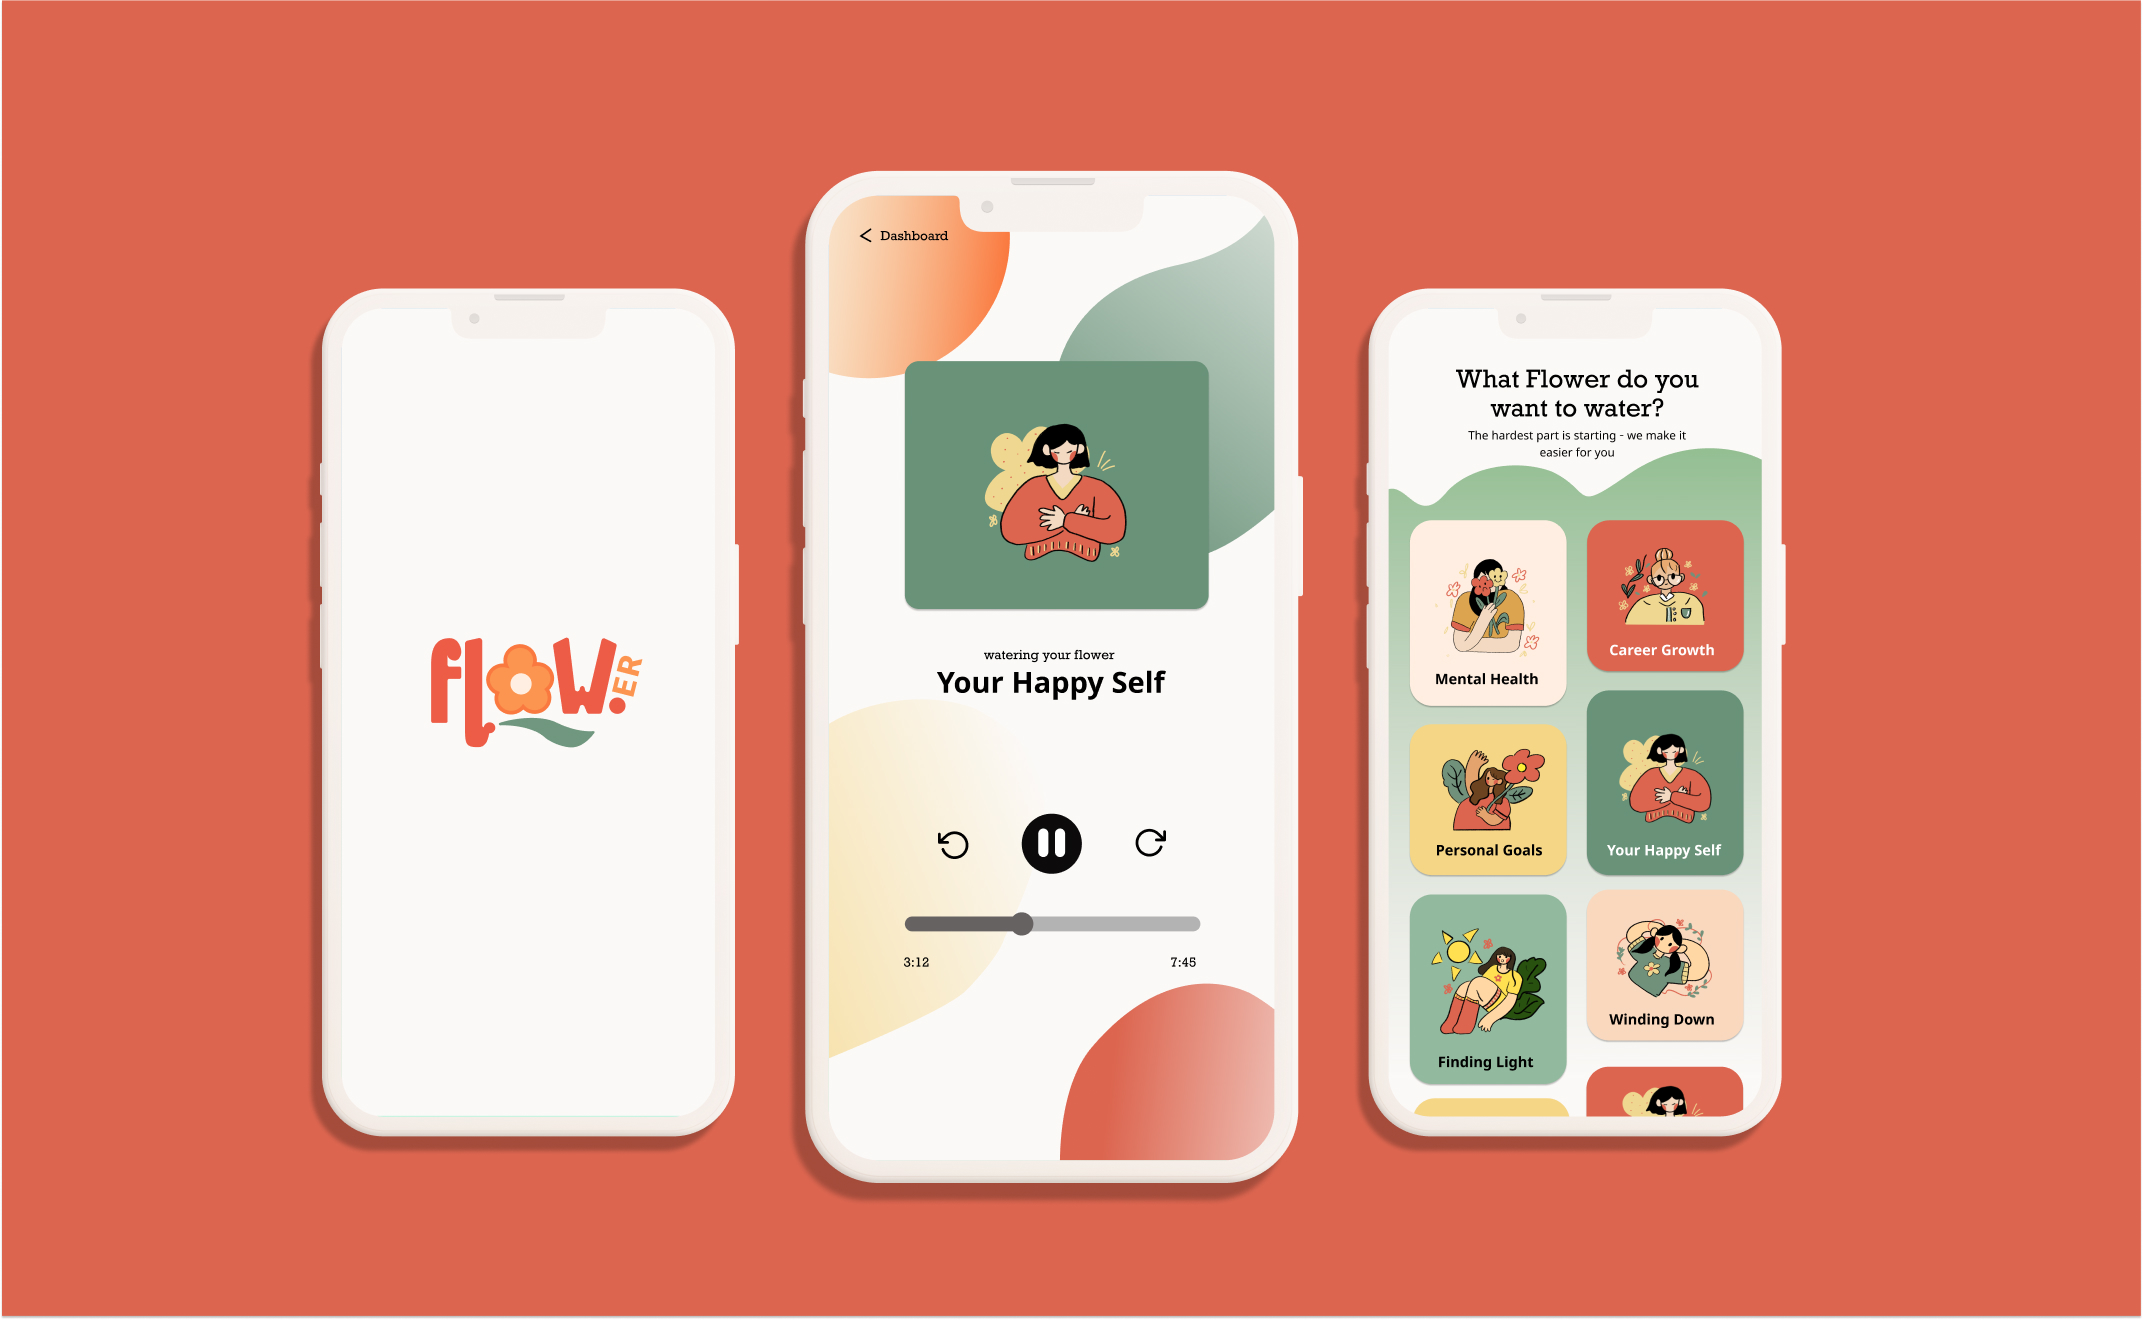 flow.ER
Dashboard
watering your flower
Your Happy Self
3:12
7:45
What Flower do you
want to water?
The hardest part is starting - we make it
easier for you
Mental Health
Career Growth
Personal Goals
Your Happy Self
Finding Light
Winding Down